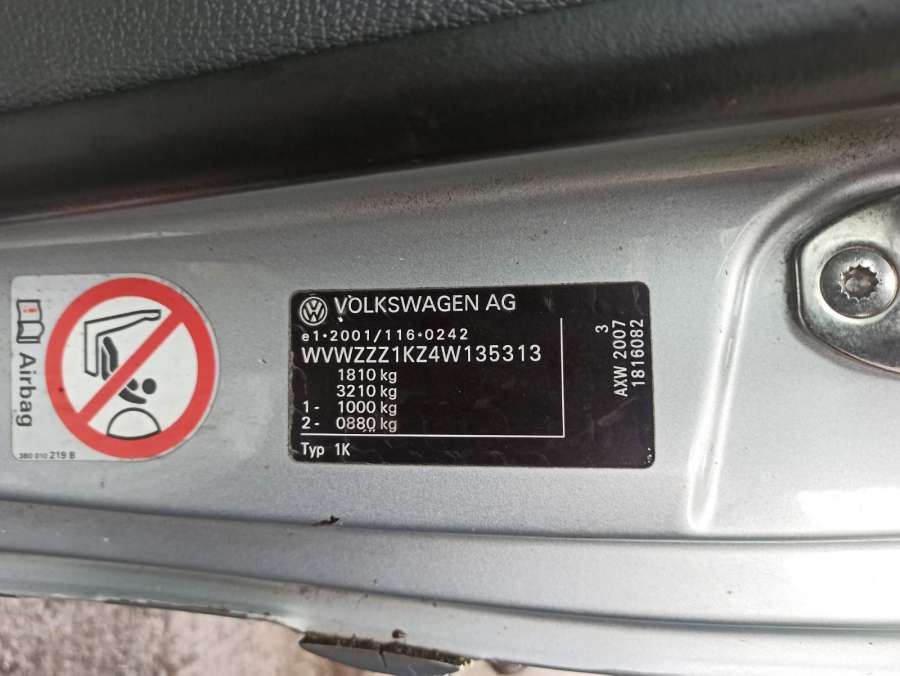 Airbag
3B0 010 219 B
VOLKSWAGEN AG
e1*2001/116*0242
WVWZZZ1KZ4W135313
1810 kg
3210 kg
1- 1000 kg
2- 0880 kg
Typ 1K
3
AXW 2007
1816082